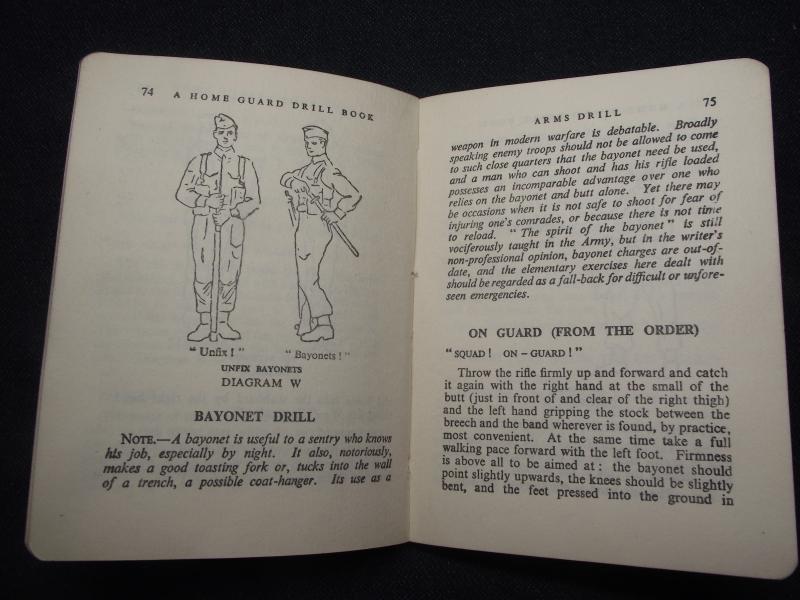 74 A HOME GUARD DRILL BOOK
"Unfix!" "Bayonets!"
UNFIX BAYONETS
DIAGRAM W
BAYONET DRILL
NOTE.—A bayonet is useful to a sentry who knows
his job, especially by night. It also, notoriously,
makes a good toasting fork or, tucks into the wall
of a trench, a possible coat-hanger. Its use as a
ARMS DRILL 75
weapon in modern warfare is debatable. Broadly
speaking enemy troops should not be allowed to come
to such close quarters that the bayonet need be used,
and a man who can shoot and has his rifle loaded
possesses an incomparable advantage over one who
relies on the bayonet and butt alone. Yet there may
be occasions when it is not safe to shoot for fear of
injuring one's comrades, or because there is not time
to reload. "The spirit of the bayonet" is still
vociferously taught in the Army, but in the writer's
non-professional opinion, bayonet charges are out-of-
date, and the elementary exercises here dealt with
should be regarded as a fall-back for difficult or unfore-
seen emergencies.
ON GUARD (FROM THE ORDER)
"SQUAD! ON-GUARD!"
Throw the rifle firmly up and forward and catch
it again with the right hand at the small of the
butt (just in front of and clear of the right thigh)
and the left hand gripping the stock between the
breech and the band wherever is found, by practice,
most convenient. At the same time take a full
walking pace forward with the left foot. Firmness
is above all to be aimed at: the bayonet should
point slightly upwards, the knees should be slightly
bent, and the feet pressed into the ground in